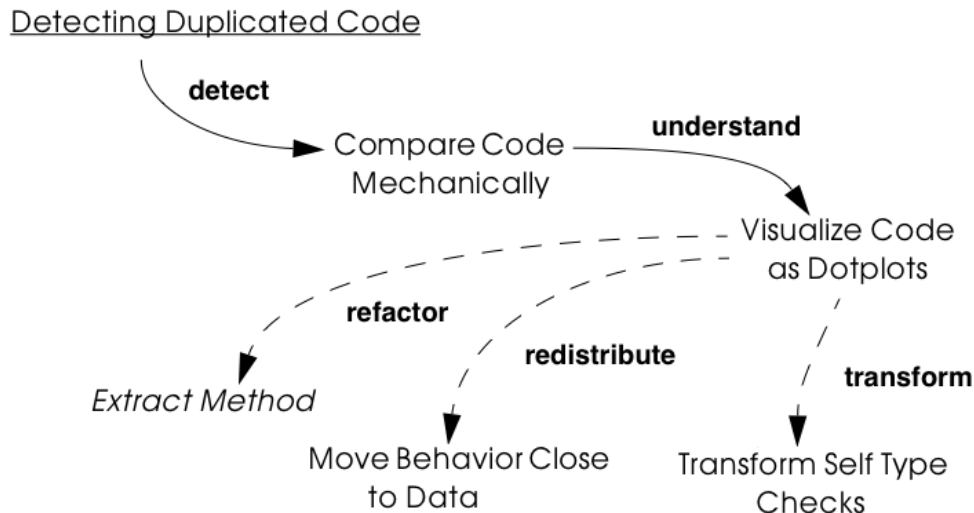 Detecting Duplicated Code
detect
understand
Compare Code
Mechanically
Visualize Code
as Dotplots
refactor
redistribute
transform
Extract Method
Move Behavior Close
to Data
Transform Self Type
Checks